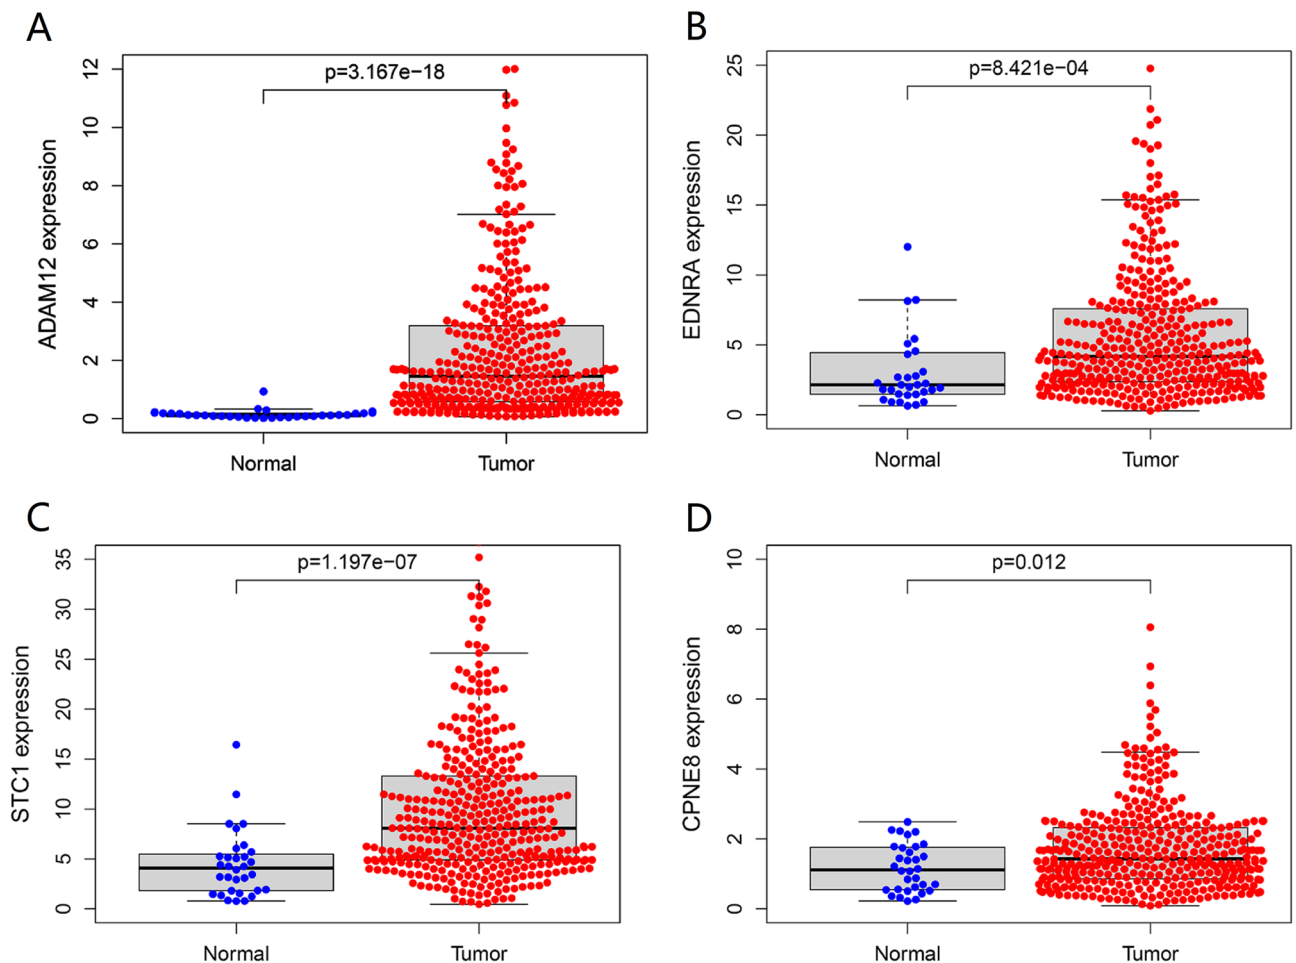 A
p=3.167e−18
ADAM12 expression
12
10
8
6
4
2
0
Normal
Tumor
B
p=8.421e−04
EDNRA expression
25
20
15
10
5
0
Normal
Tumor
C
p=1.197e−07
STC1 expression
35
30
25
20
15
10
5
0
Normal
Tumor
D
p=0.012
CPNE8 expression
10
8
6
4
2
0
Normal
Tumor